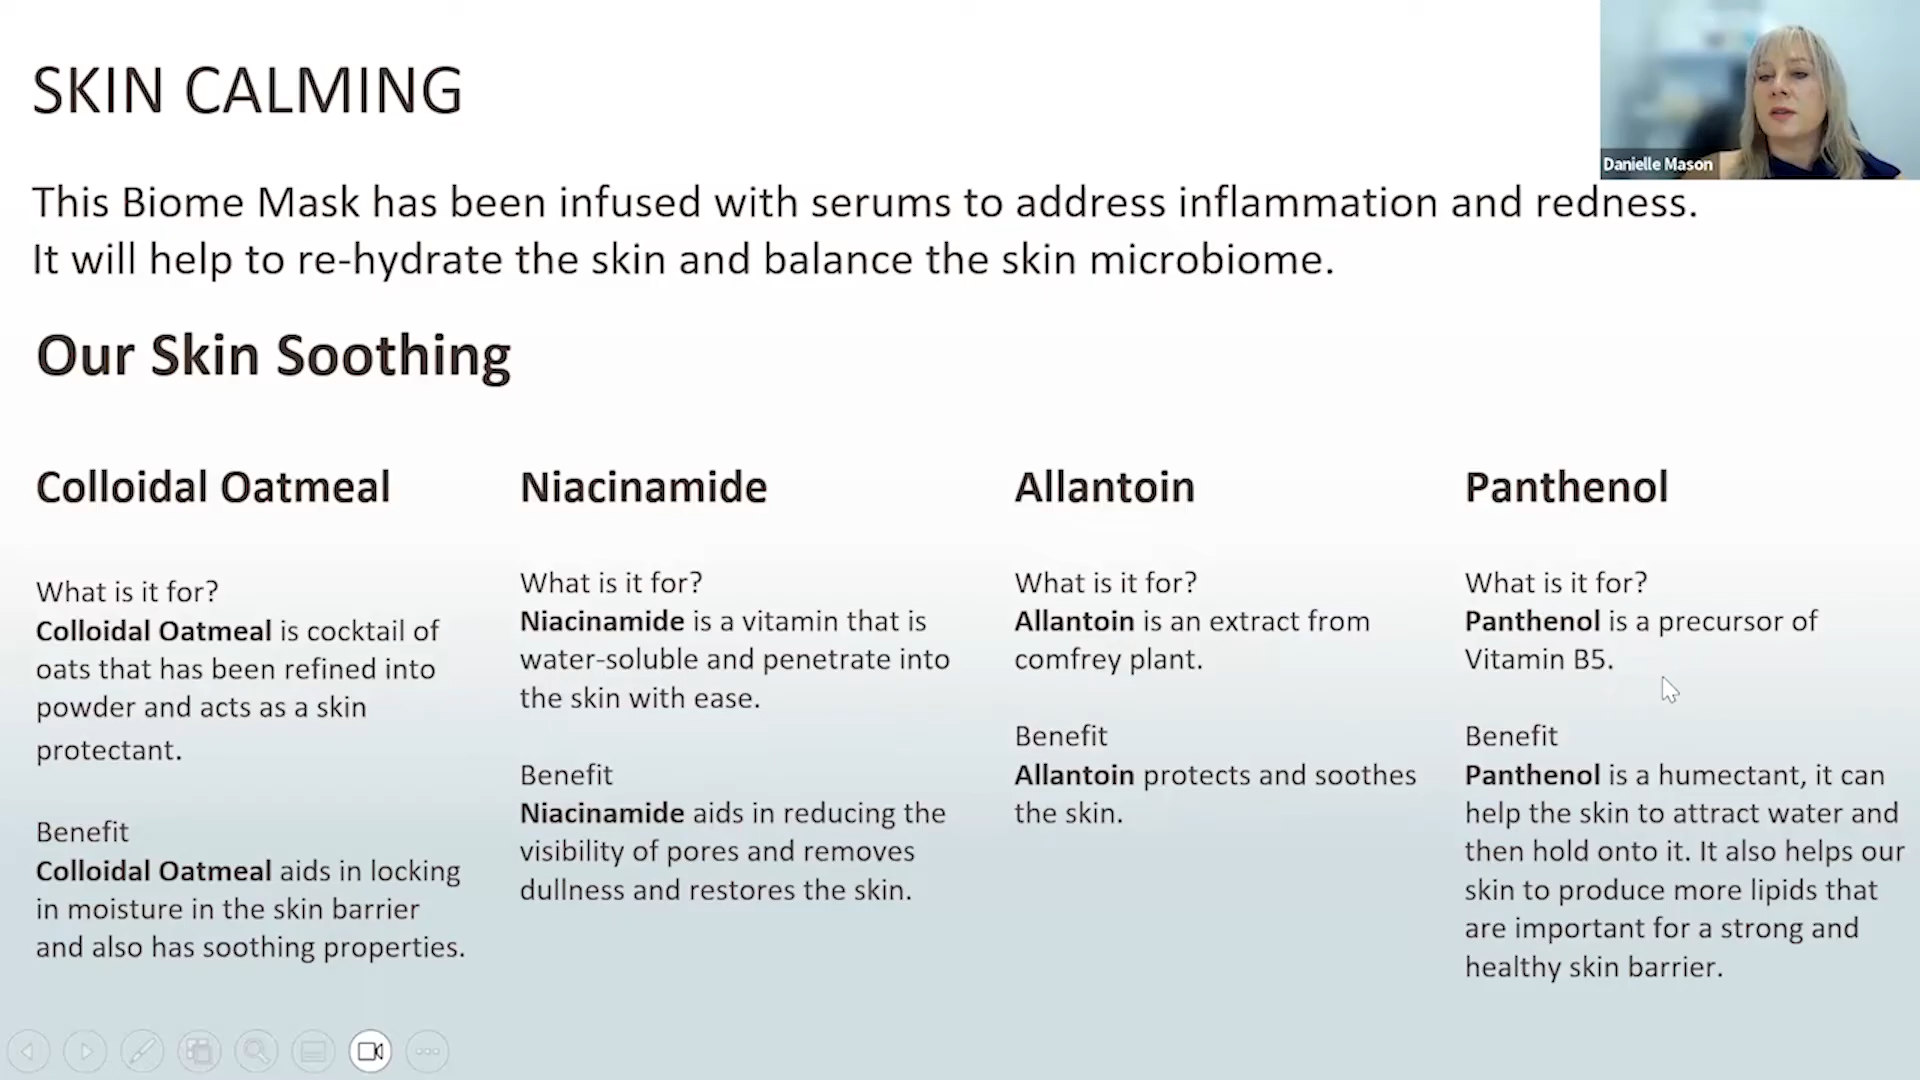 SKIN CALMING
Danielle Mason
This Biome Mask has been infused with serums to address inflammation and redness.
It will help to re-hydrate the skin and balance the skin microbiome.
Our Skin Soothing
Colloidal Oatmeal
What is it for?
Colloidal Oatmeal is cocktail of
oats that has been refined into
powder and acts as a skin
protectant.
Benefit
Colloidal Oatmeal aids in locking
in moisture in the skin barrier
and also has soothing properties.
Niacinamide
What is it for?
Niacinamide is a vitamin that is
water-soluble and penetrate into
the skin with ease.
Benefit
Niacinamide aids in reducing the
visibility of pores and removes
dullness and restores the skin.
Allantoin
What is it for?
Allantoin is an extract from
comfrey plant.
Benefit
Allantoin protects and soothes
the skin.
Panthenol
What is it for?
Panthenol is a precursor of
Vitamin B5.
Benefit
Panthenol is a humectant, it can
help the skin to attract water and
then hold onto it. It also helps our
skin to produce more lipids that
are important for a strong and
healthy skin barrier.